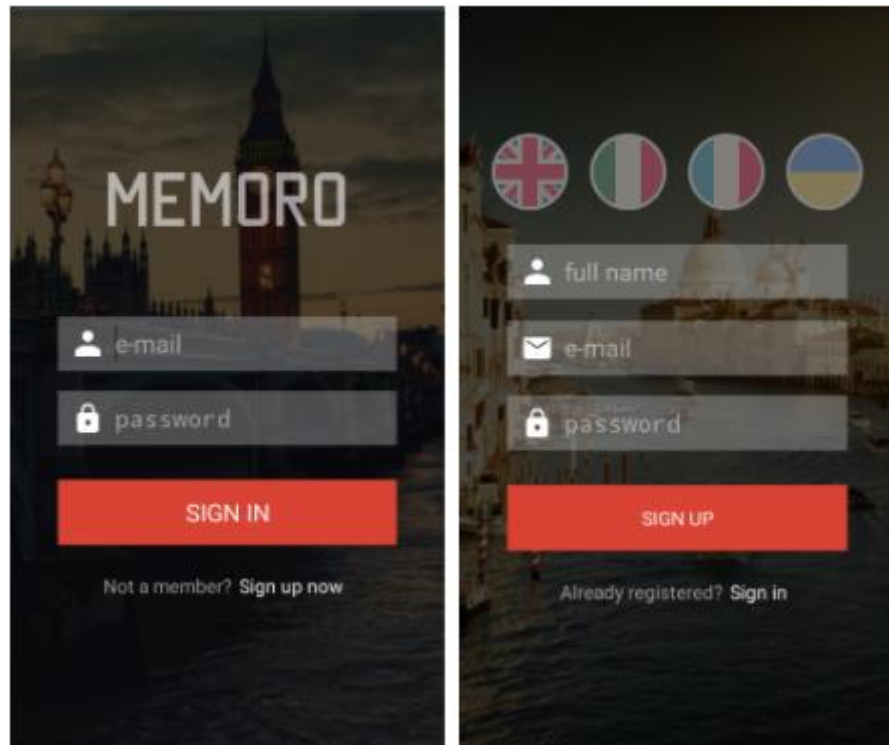 MEMORO
e-mail
password
SIGN IN
Not a member? Sign up now
full name
e-mail
password
SIGN UP
Already registered? Sign in